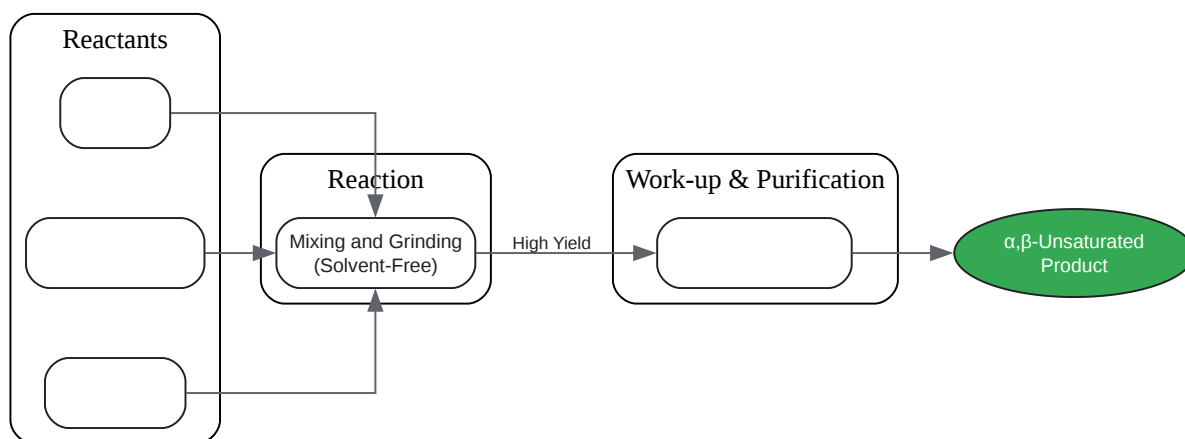 Reactants
Reaction
Mixing and Grinding
(Solvent-Free)
High Yield
Work-up & Purification
α,β-Unsaturated
Product